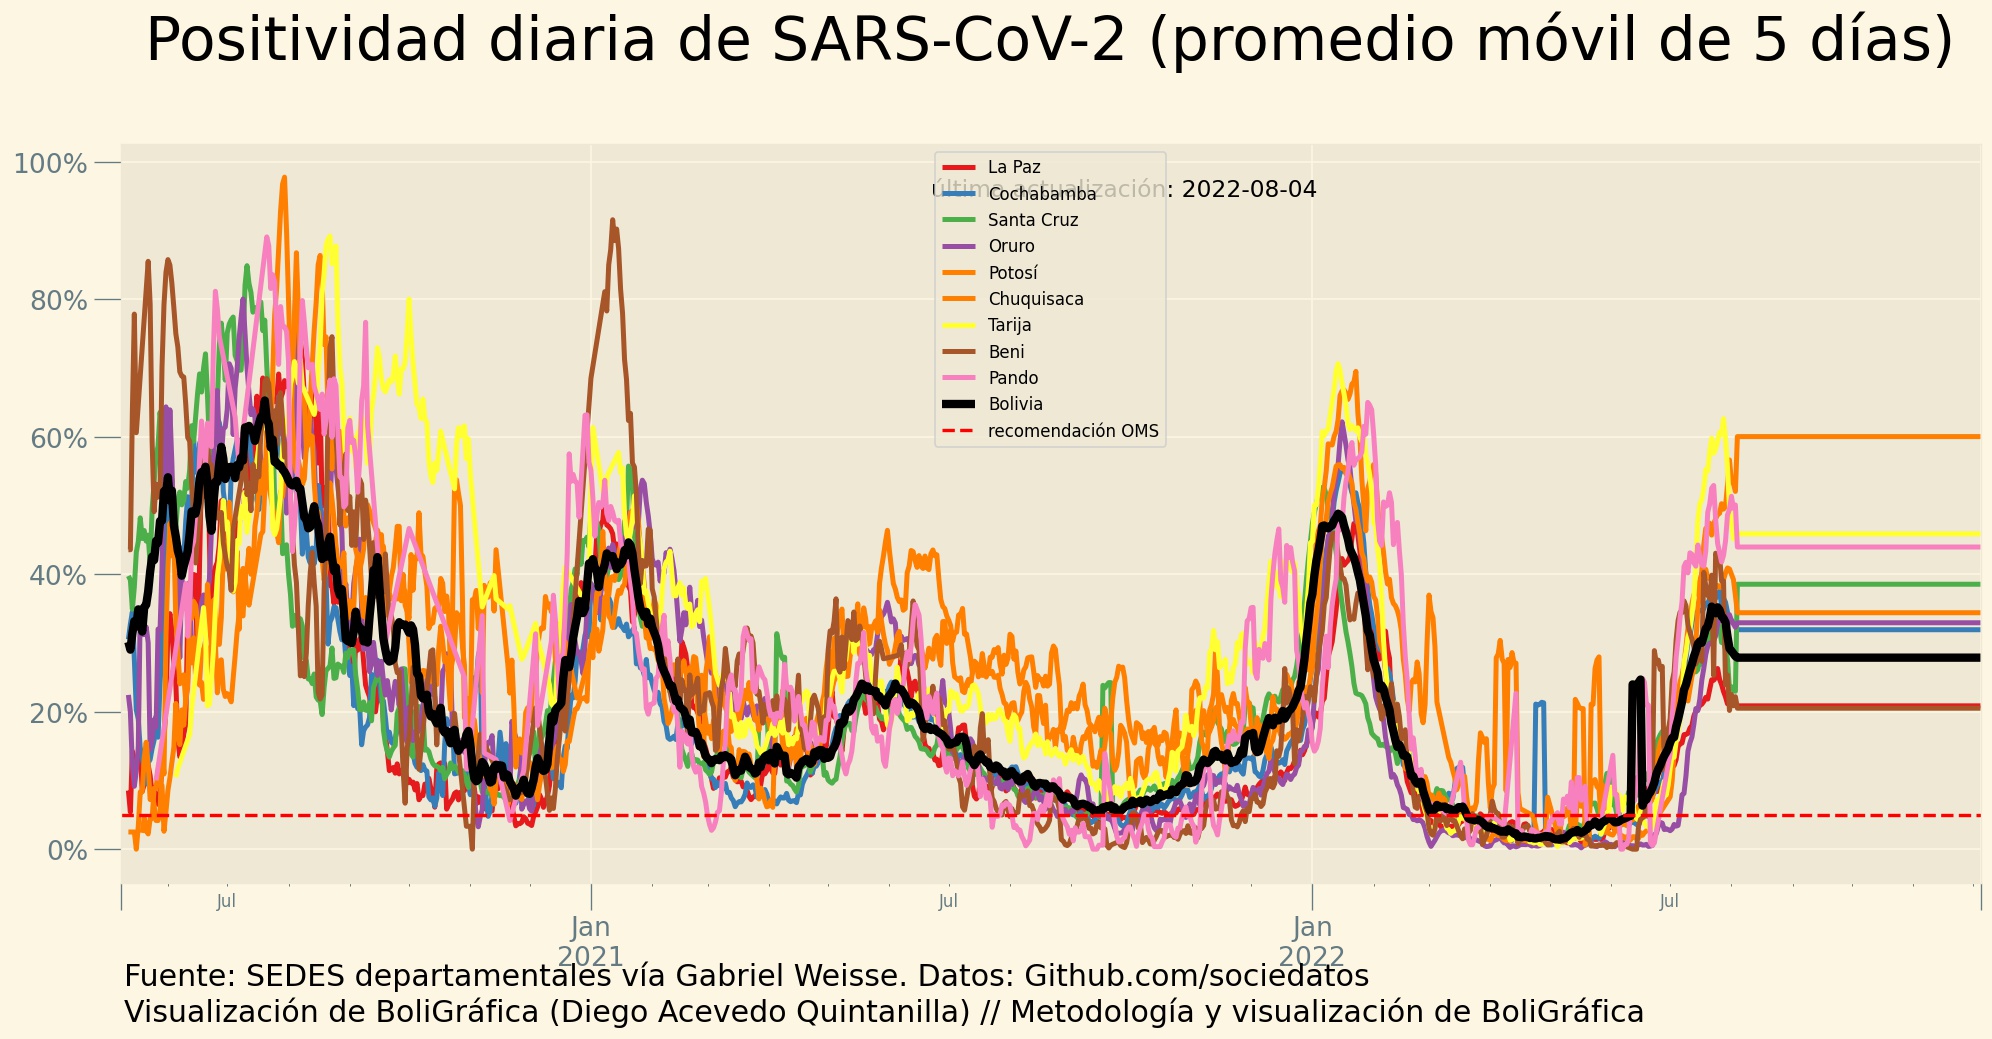 Positividad diaria de SARS-CoV-2 (promedio móvil de 5 días)
100%
80%
60%
40%
20%
0%
última actualización: 2022-08-04
La Paz
Cochabamba
Santa Cruz
Oruro
Potosí
Chuquisaca
Tarija
Beni
Pando
Bolivia
recomendación OMS
Jul
Jan
2021
Jul
Jan
2022
Jul
Fuente: SEDES departamentales vía Gabriel Weisse. Datos: Github.com/sociedatos
Visualización de BoliGráfica (Diego Acevedo Quintanilla) // Metodología y visualización de BoliGráfica